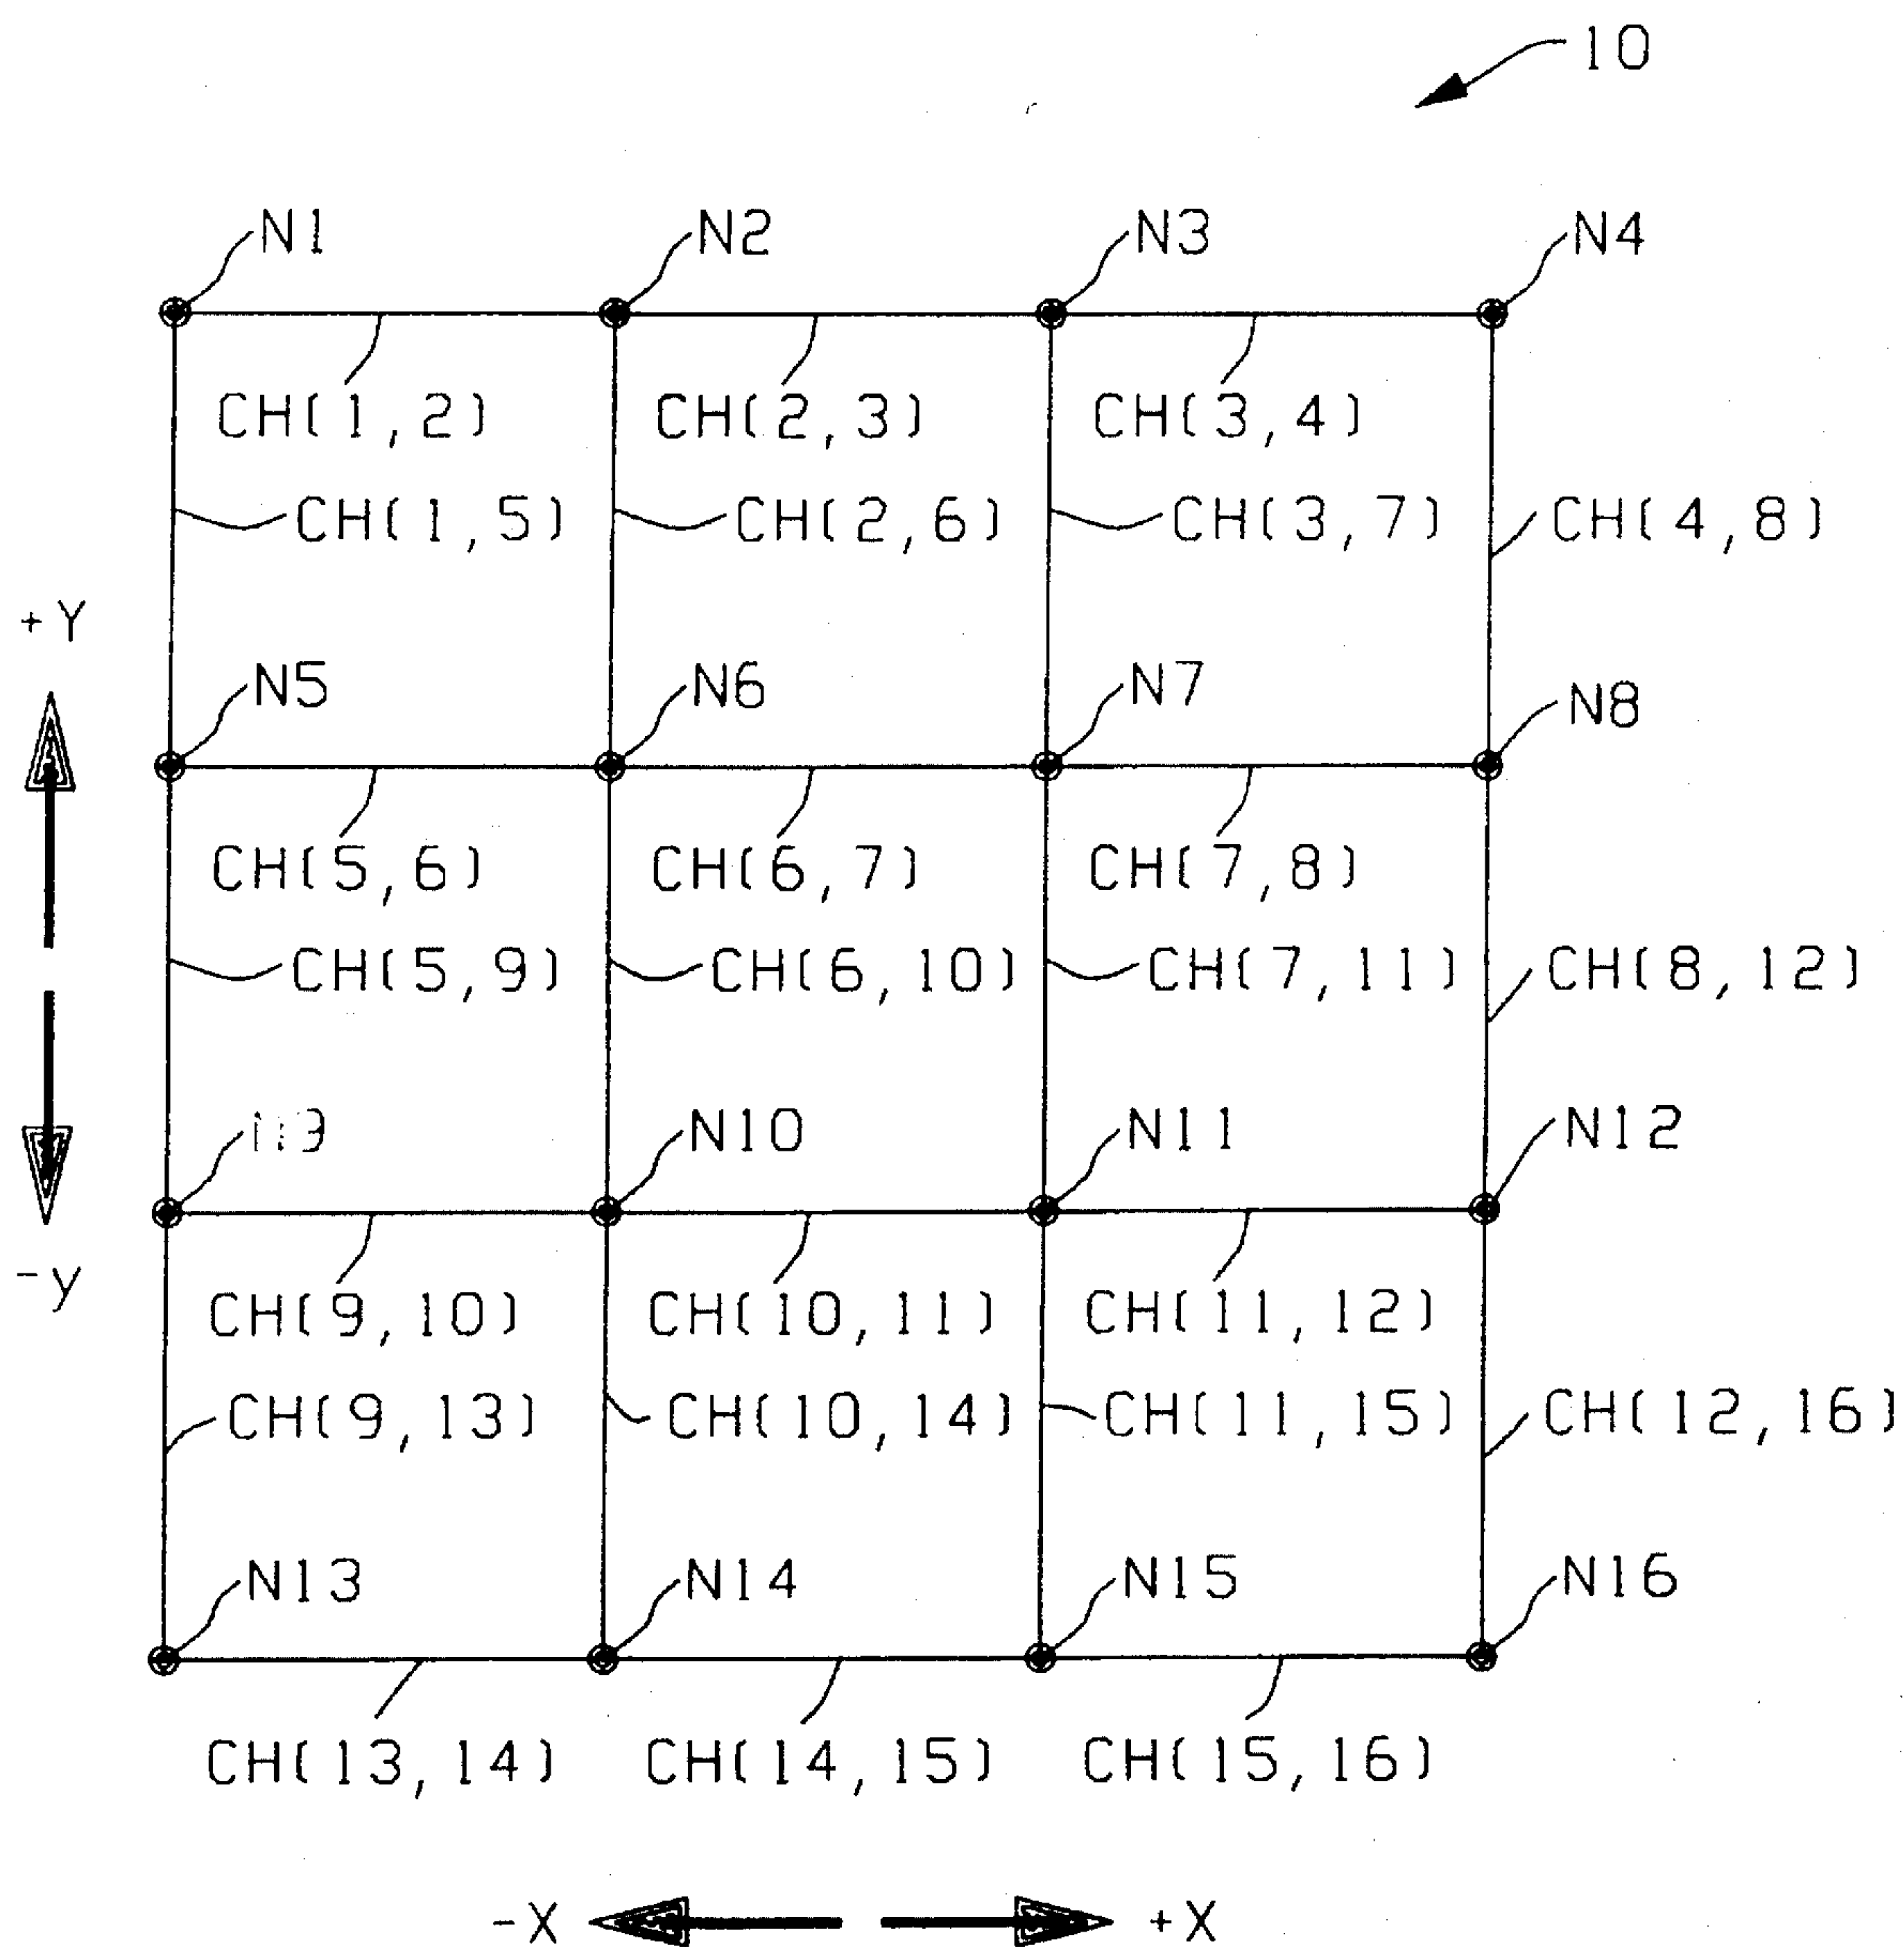 10
N1 N2 N3 N4
CH(1,2) CH(2,3) CH(3,4)
CH(1,5) CH(2,6) CH(3,7) CH(4,8)
+Y
N5 N6 N7 N8
CH(5,6) CH(6,7) CH(7,8)
CH(5,9) CH(6,10) CH(7,11) CH(8,12)
N10 N11 N12
-y
CH(9,10) CH(10,11) CH(11,12)
CH(9,13) CH(10,14) CH(11,15) CH(12,16)
N13 N14 N15 N16
CH(13,14) CH(14,15) CH(15,16)
-X +X